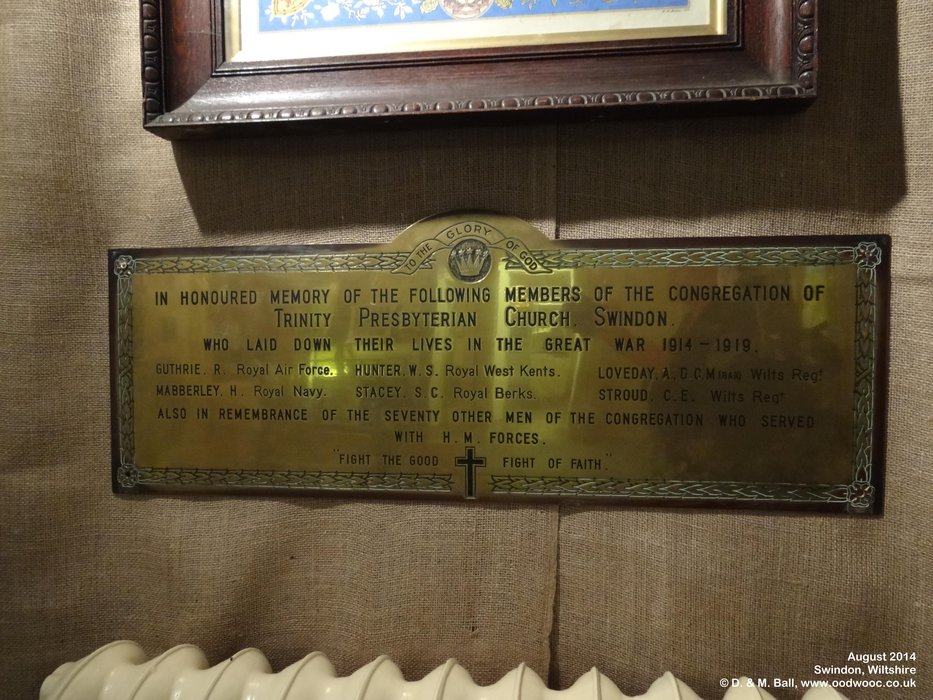 TO THE GLORY OF GOD
IN HONOURED MEMORY OF THE FOLLOWING MEMBERS OF THE CONGREGATION OF
TRINITY PRESBYTERIAN CHURCH. SWINDON.
WHO LAID DOWN THEIR LIVES IN THE GREAT WAR 1914-1919.
GUTHRIE, R. Royal Air Force. HUNTER, W. S. Royal West Kents. LOVEDAY, A., D.C.M (BAR) Wilts Regt
MABBERLEY, H. Royal Navy. STACEY, S. C. Royal Berks. STROUD, C. E. Wilts Regt
ALSO IN REMEMBRANCE OF THE SEVENTY OTHER MEN OF THE CONGREGATION WHO SERVED
WITH H. M. FORCES.
"FIGHT THE GOOD FIGHT OF FAITH."
August 2014
Swindon, Wiltshire
© D. & M. Ball, www.oodwooc.co.uk